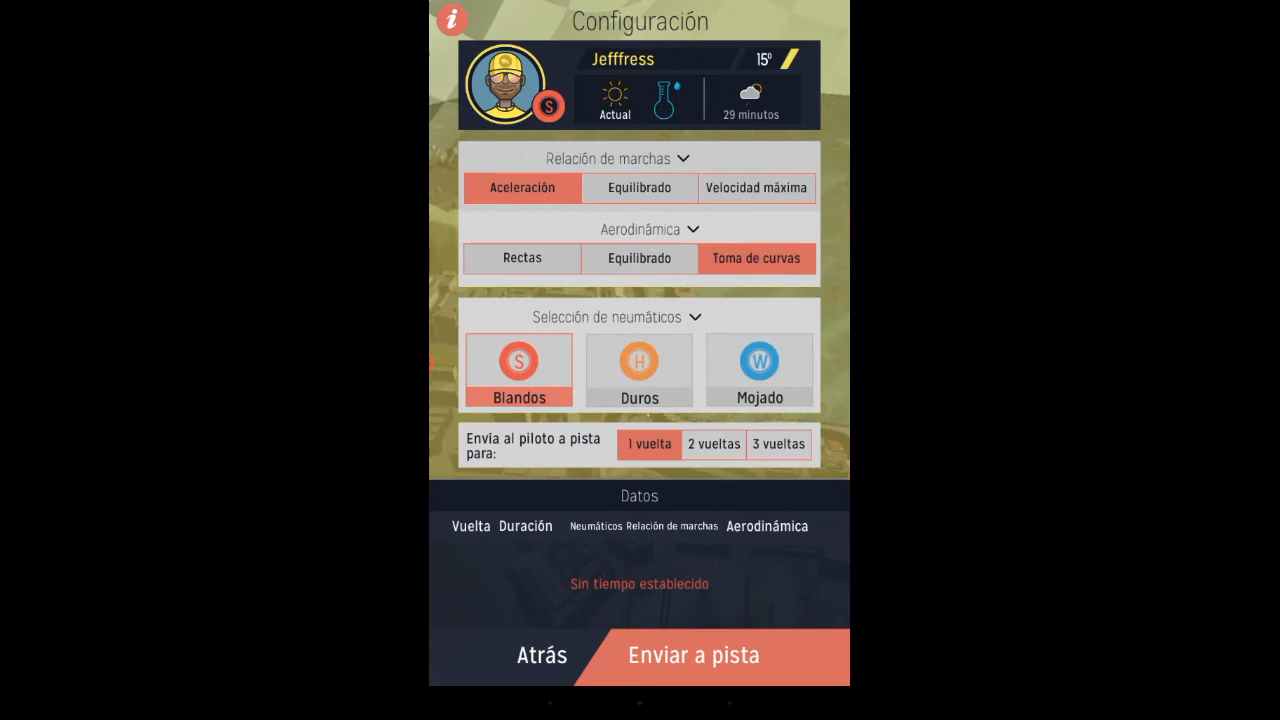 i
Configuración
Jefffress
15º
S
Actual
29 minutos
Relación de marchas
Aceleración Equilibrado Velocidad máxima
Aerodinámica
Rectas Equilibrado Toma de curvas
Selección de neumáticos
S H W
Blandos Duros Mojado
Envía al piloto a pista
para:
1 vuelta 2 vueltas 3 vueltas
Datos
Vuelta Duración Neumáticos Relación de marchas Aerodinámica
Sin tiempo establecido
Atrás Enviar a pista